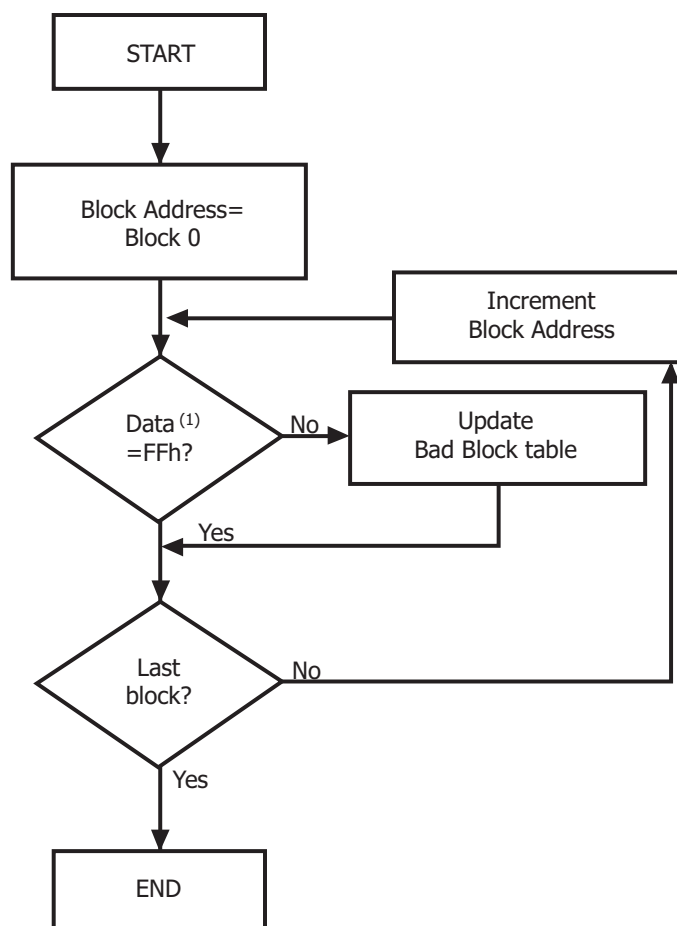 START
Block Address=
Block 0
Increment
Block Address
Data (1)
=FFh?
No
Update
Bad Block table
Yes
Last
block?
No
Yes
END